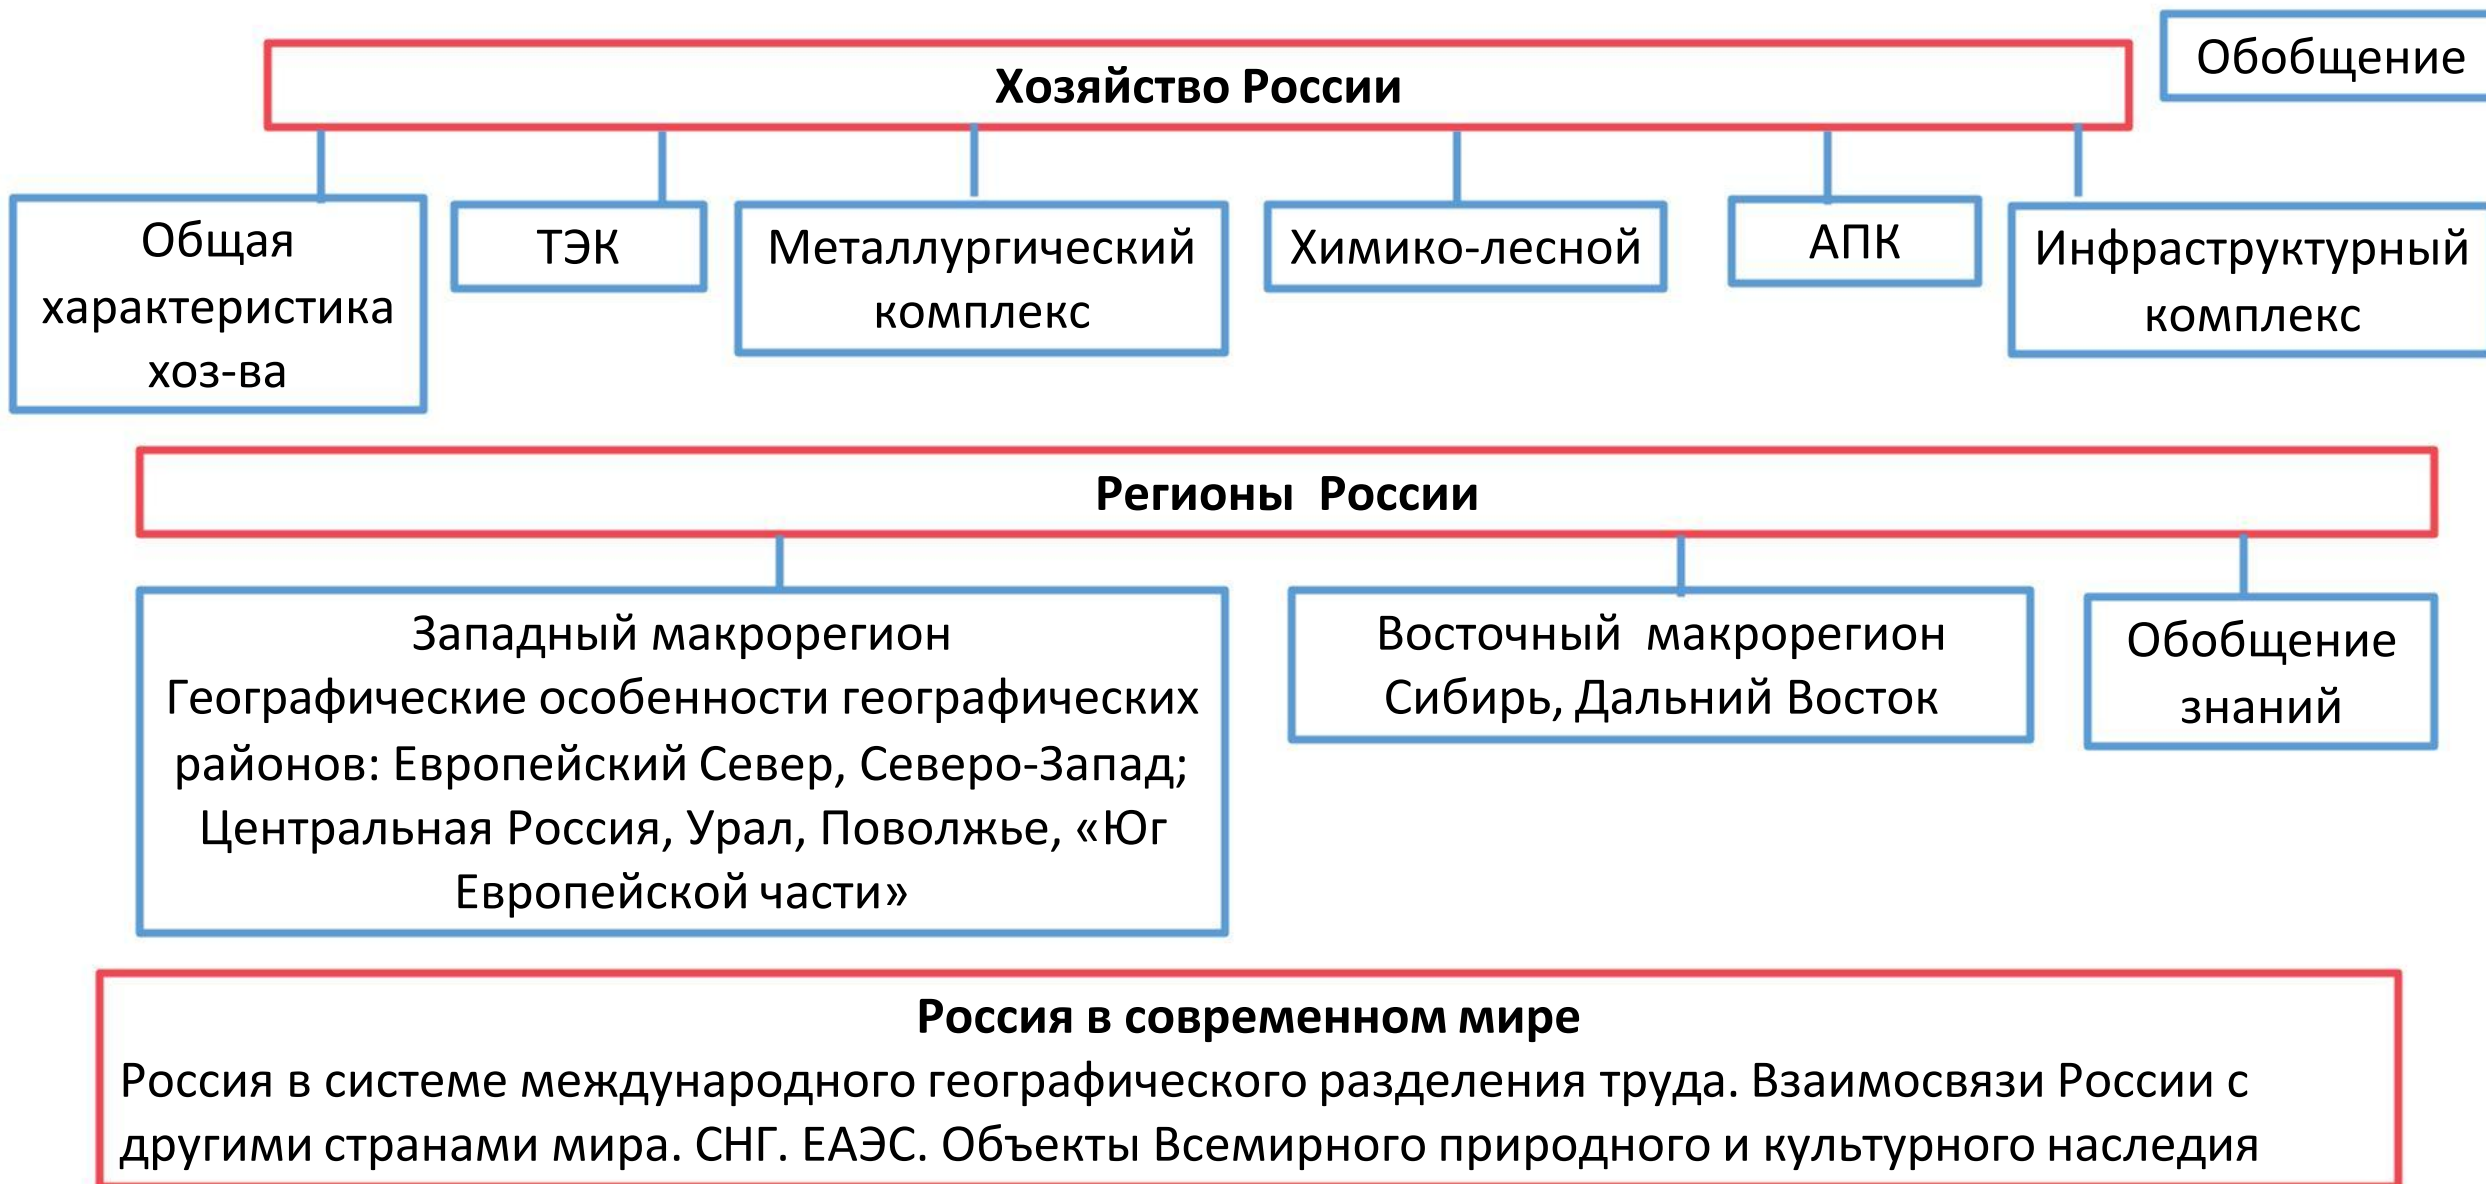 Обобщение
Хозяйство России
Общая
характеристика
хоз-ва
ТЭК
Металлургический
комплекс
Химико-лесной
АПК
Инфраструктурный
комплекс
Регионы России
Западный макрорегион
Географические особенности географических
районов: Европейский Север, Северо-Запад;
Центральная Россия, Урал, Поволжье, «Юг
Европейской части»
Восточный макрорегион
Сибирь, Дальний Восток
Обобщение
знаний
Россия в современном мире
Россия в системе международного географического разделения труда. Взаимосвязи России с
другими странами мира. СНГ. ЕАЭС. Объекты Всемирного природного и культурного наследия